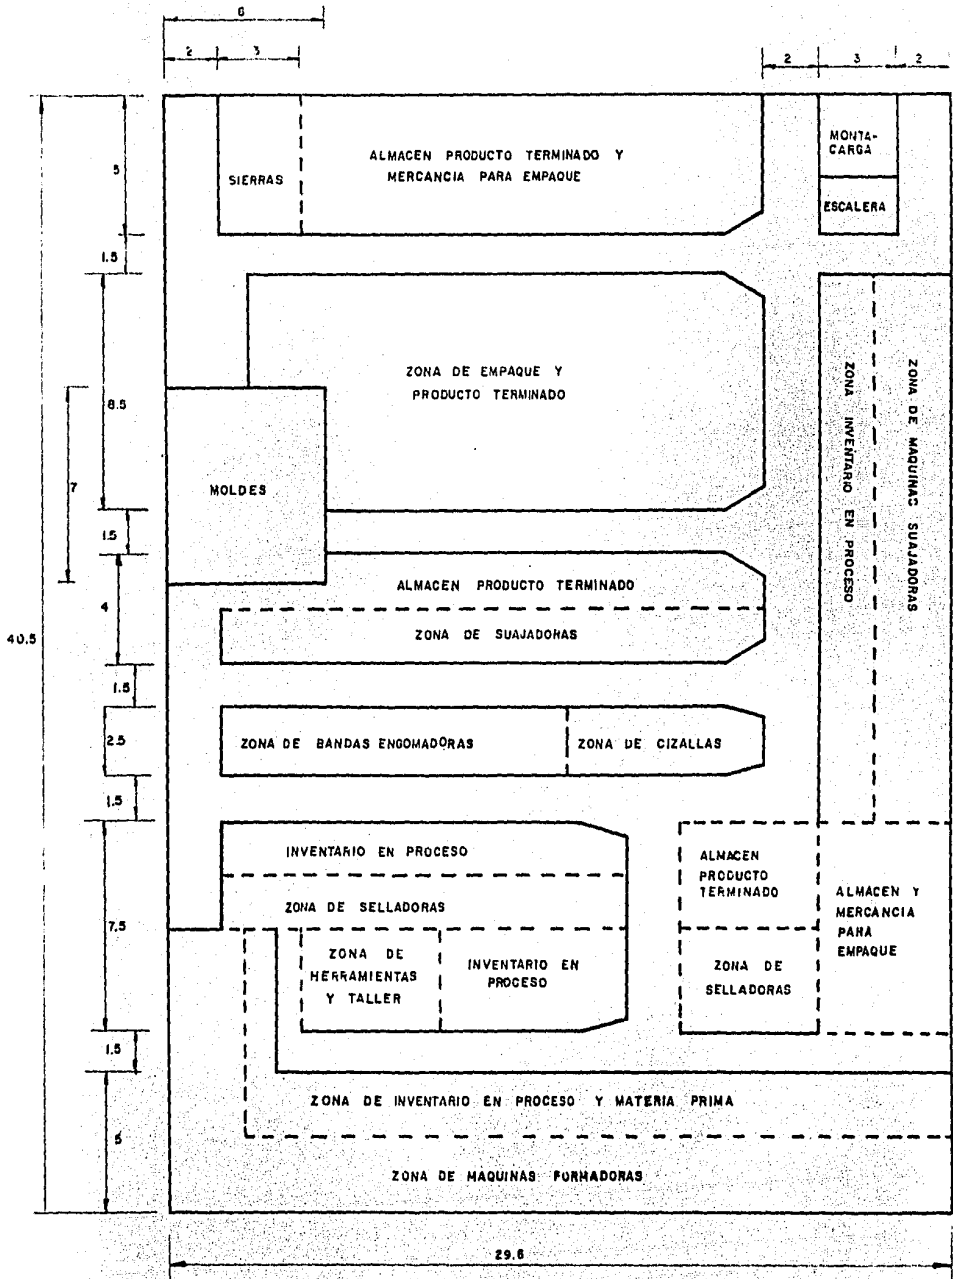 6
2
3
2
3
2
5
SIERRAS
ALMACEN PRODUCTO TERMINADO Y
MERCANCIA PARA EMPAQUE
MONTA-
CARGA
ESCALERA
1.5
8.5
ZONA DE EMPAQUE Y
PRODUCTO TERMINADO
ZONA INVENTARIO EN PROCESO
ZONA DE MAQUINAS SUAJADORAS
7
MOLDES
1.5
4
ALMACEN PRODUCTO TERMINADO
ZONA DE SUAJADORAS
40.5
1.5
2.5
ZONA DE BANDAS ENGOMADORAS
ZONA DE CIZALLAS
1.5
7.5
INVENTARIO EN PROCESO
ZONA DE SELLADORAS
ZONA DE
HERRAMIENTAS
Y TALLER
INVENTARIO EN
PROCESO
ALMACEN
PRODUCTO
TERMINADO
ZONA DE
SELLADORAS
ALMACEN Y
MERCANCIA
PARA
EMPAQUE
1.5
5
ZONA DE INVENTARIO EN PROCESO Y MATERIA PRIMA
ZONA DE MAQUINAS FORMADORAS
29.6